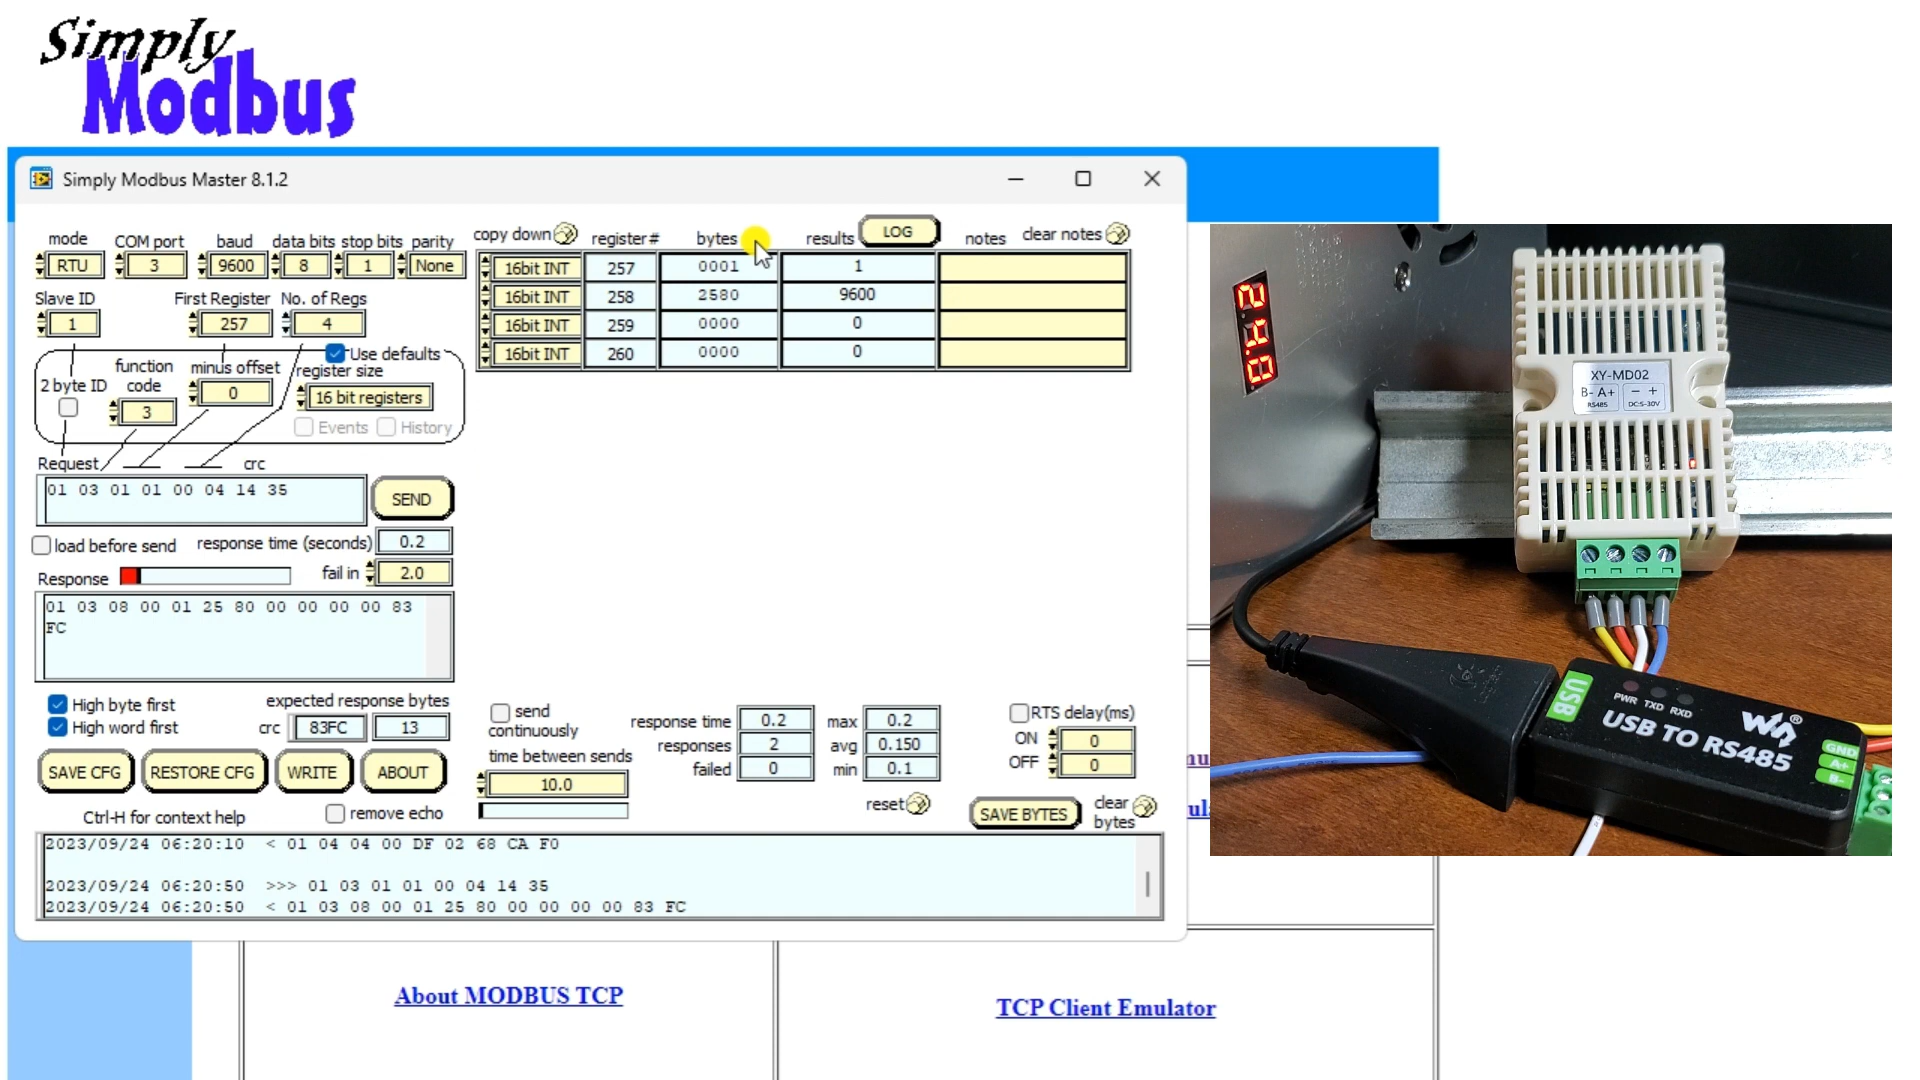 Simply
Modbus
Simply Modbus Master 8.1.2
mode
COM port
baud
data bits
stop bits
parity
RTU
3
9600
8
1
None
Slave ID
First Register
No. of Regs
1
257
4
copy down
register#
bytes
results
LOG
notes
clear notes
16bit INT 257 0001 1
16bit INT 258 2580 9600
16bit INT 259 0000 0
16bit INT 260 0000 0
Use defaults
2 byte ID
function
code
3
minus offset
0
register size
16 bit registers
Events
History
Request
crc
01 03 01 01 00 04 14 35
SEND
load before send
response time (seconds)
0.2
Response
fail in
2.0
01 03 08 00 01 25 80 00 00 00 00 83
FC
High byte first
High word first
expected response bytes
crc
83FC
13
SAVE CFG
RESTORE CFG
WRITE
ABOUT
Ctrl-H for context help
remove echo
send
continuously
time between sends
10.0
response time 0.2
responses 2
failed 0
max 0.2
avg 0.150
min 0.1
reset
RTS delay(ms)
ON 0
OFF 0
SAVE BYTES
clear
bytes
2023/09/24 06:20:10 < 01 04 04 00 DF 02 68 CA F0
2023/09/24 06:20:50 >>> 01 03 01 01 00 04 14 35
2023/09/24 06:20:50 < 01 03 08 00 01 25 80 00 00 00 00 83 FC
About MODBUS TCP
TCP Client Emulator
XY-MD02
B- A+
RS485
- +
DC:5-30V
USB
PWR TXD RXD
USB TO RS485
GND
A+
B-